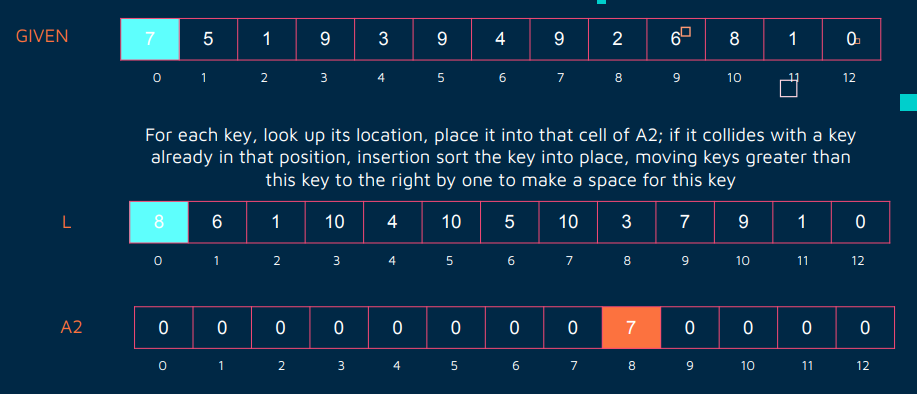 GIVEN 7 5 1 9 3 9 4 9 2 6 8 1 0
0 1 2 3 4 5 6 7 8 9 10 11 12
For each key, look up its location, place it into that cell of A2; if it collides with a key
already in that position, insertion sort the key into place, moving keys greater than
this key to the right by one to make a space for this key
L 8 6 1 10 4 10 5 10 3 7 9 1 0
0 1 2 3 4 5 6 7 8 9 10 11 12
A2 0 0 0 0 0 0 0 0 7 0 0 0 0
0 1 2 3 4 5 6 7 8 9 10 11 12